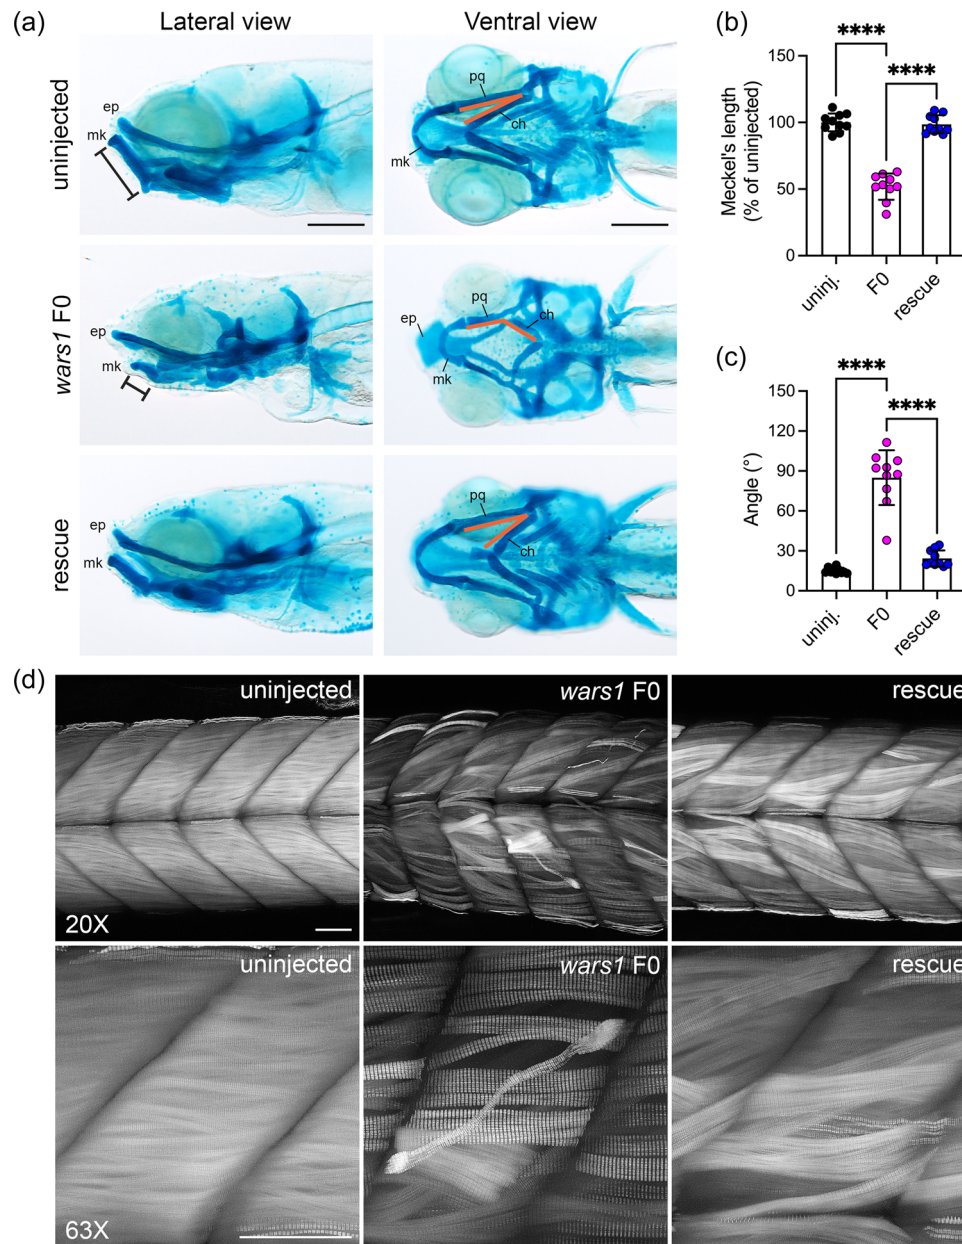 (a)
Lateral view
Ventral view
uninjected
ep
mk
pq
ch
mk
wars1 F0
ep
mk
ep
pq
ch
mk
rescue
ep
mk
pq
ch
(b)
****
****
Meckel's length
(% of uninjected)
150
100
50
0
uninj.
F0
rescue
(c)
****
****
Angle (°)
150
120
90
60
30
0
uninj.
F0
rescue
(d)
uninjected
wars1 F0
rescue
20X
uninjected
wars1 F0
rescue
63X